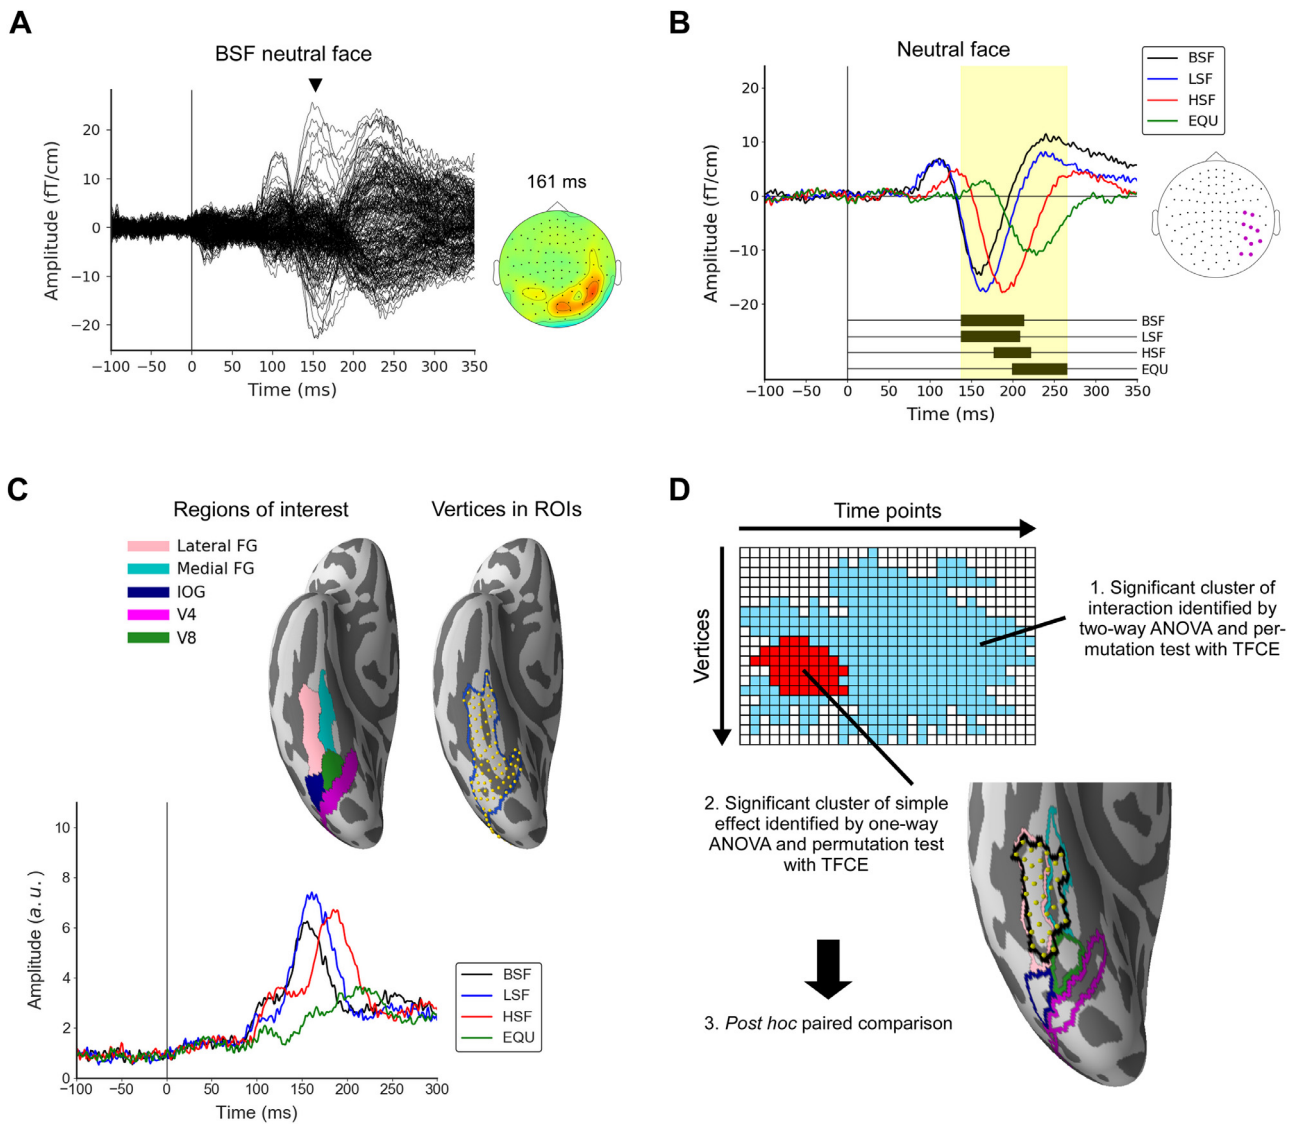 A
BSF neutral face
Amplitude (fT/cm)
20
10
0
−10
−20
−100 −50 0 50 100 150 200 250 300 350
Time (ms)
161 ms
B
Neutral face
Amplitude (fT/cm)
20
10
0
−10
−20
BSF
LSF
HSF
EQU
BSF
LSF
HSF
EQU
−100 −50 0 50 100 150 200 250 300 350
Time (ms)
C
Regions of interest
Vertices in ROIs
Lateral FG
Medial FG
IOG
V4
V8
Amplitude (a.u.)
10
8
6
4
2
0
BSF
LSF
HSF
EQU
−100 −50 0 50 100 150 200 250 300
Time (ms)
D
Time points
Vertices
1. Significant cluster of
interaction identified by
two-way ANOVA and per-
mutation test with TFCE
2. Significant cluster of simple
effect identified by one-way
ANOVA and permutation test
with TFCE
3. Post hoc paired comparison